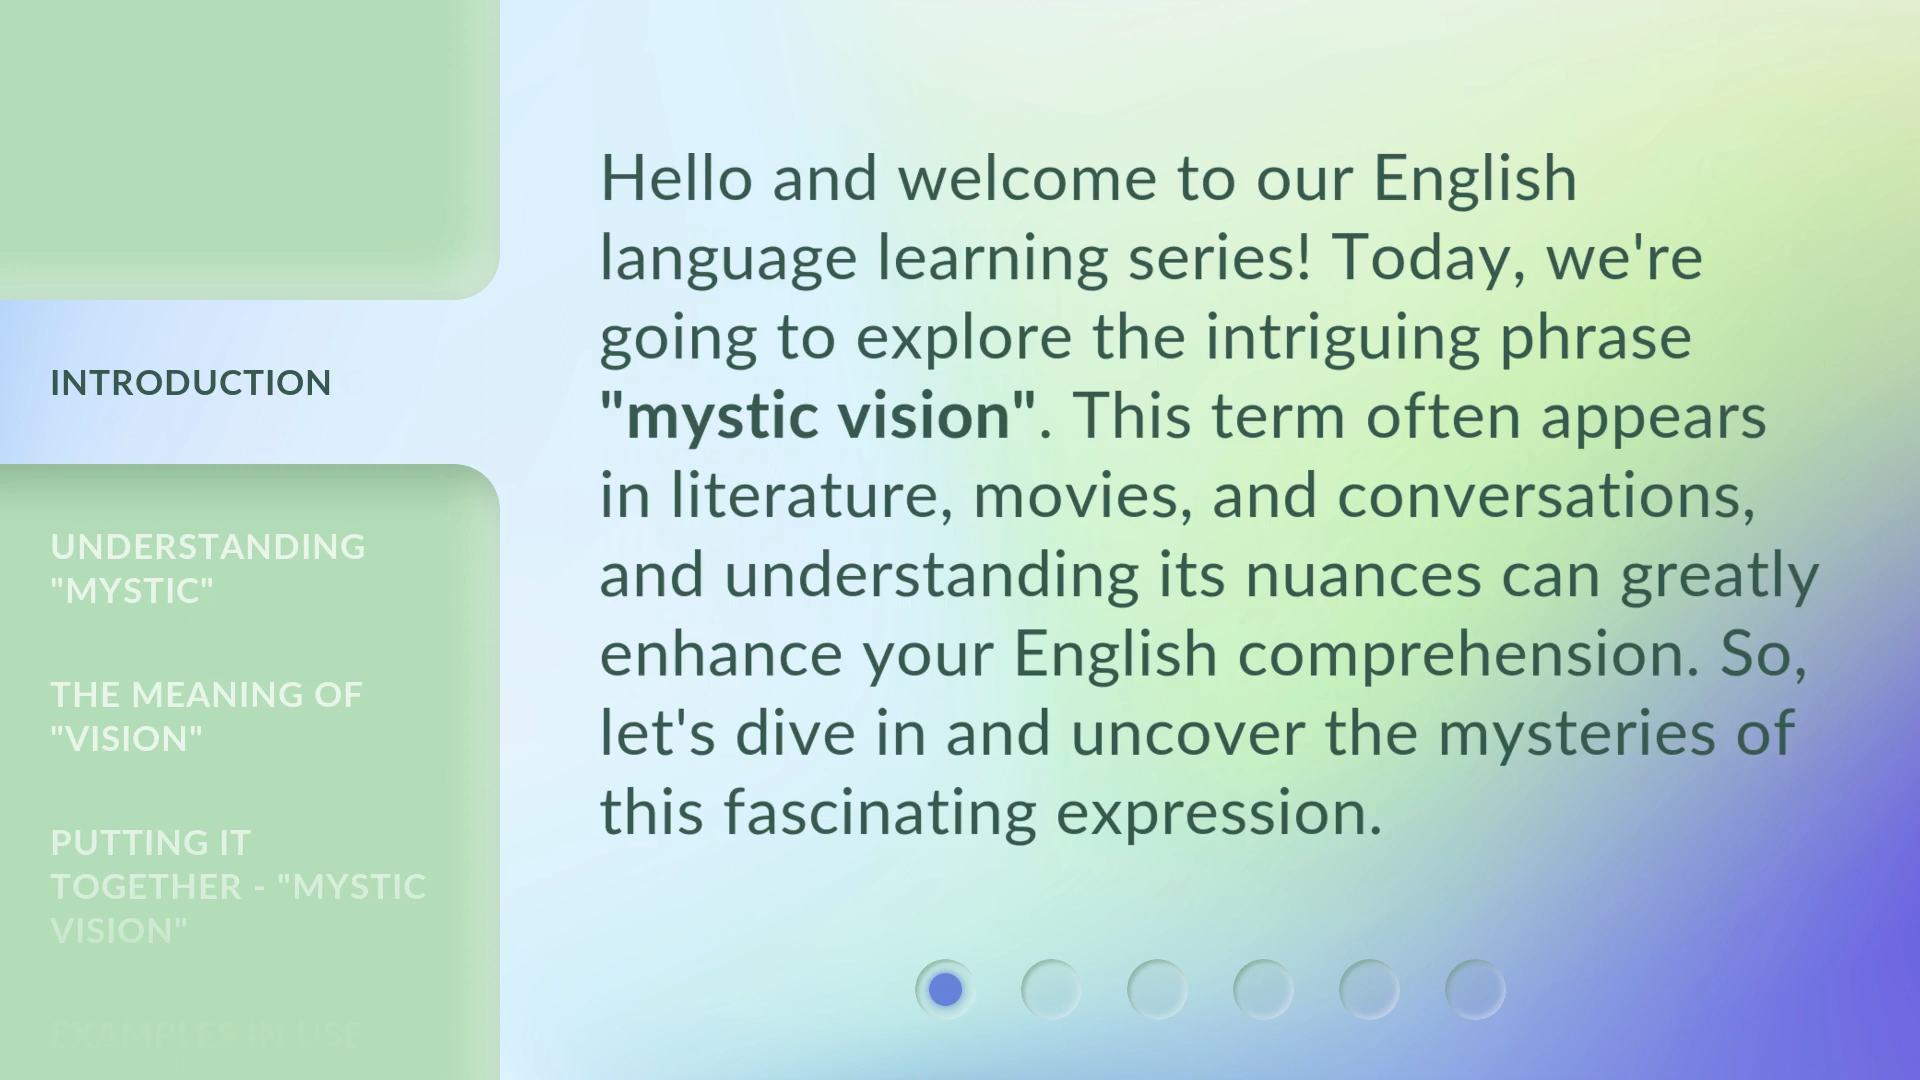 INTRODUCTION
UNDERSTANDING
"MYSTIC"
THE MEANING OF
"VISION"
PUTTING IT
TOGETHER - "MYSTIC
VISION"
EXAMPLES IN USE
Hello and welcome to our English
language learning series! Today, we're
going to explore the intriguing phrase
"mystic vision". This term often appears
in literature, movies, and conversations,
and understanding its nuances can greatly
enhance your English comprehension. So,
let's dive in and uncover the mysteries of
this fascinating expression.